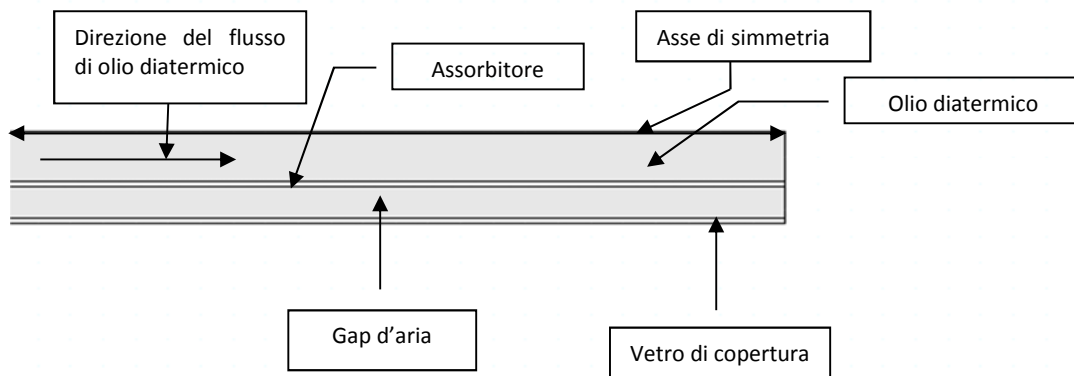 Direzione del flusso
di olio diatermico
Asse di simmetria
Assorbitore
Olio diatermico
Gap d’aria
Vetro di copertura